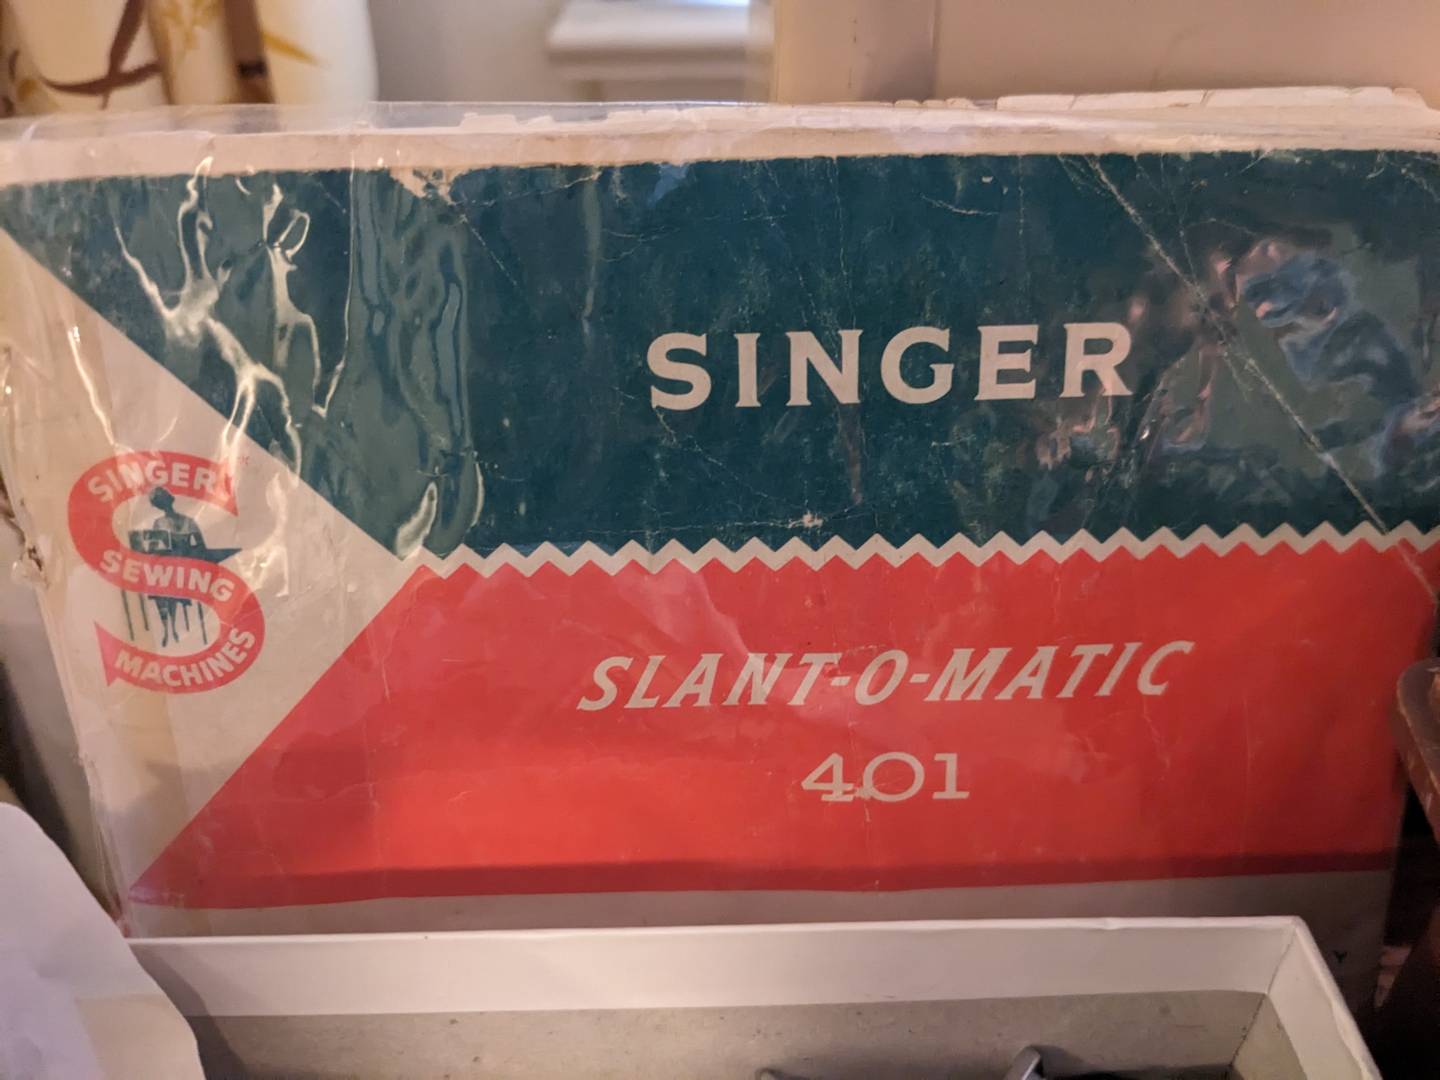 SINGER
SINGER
SEWING
MACHINES
SLANT-O-MATIC
401
Y